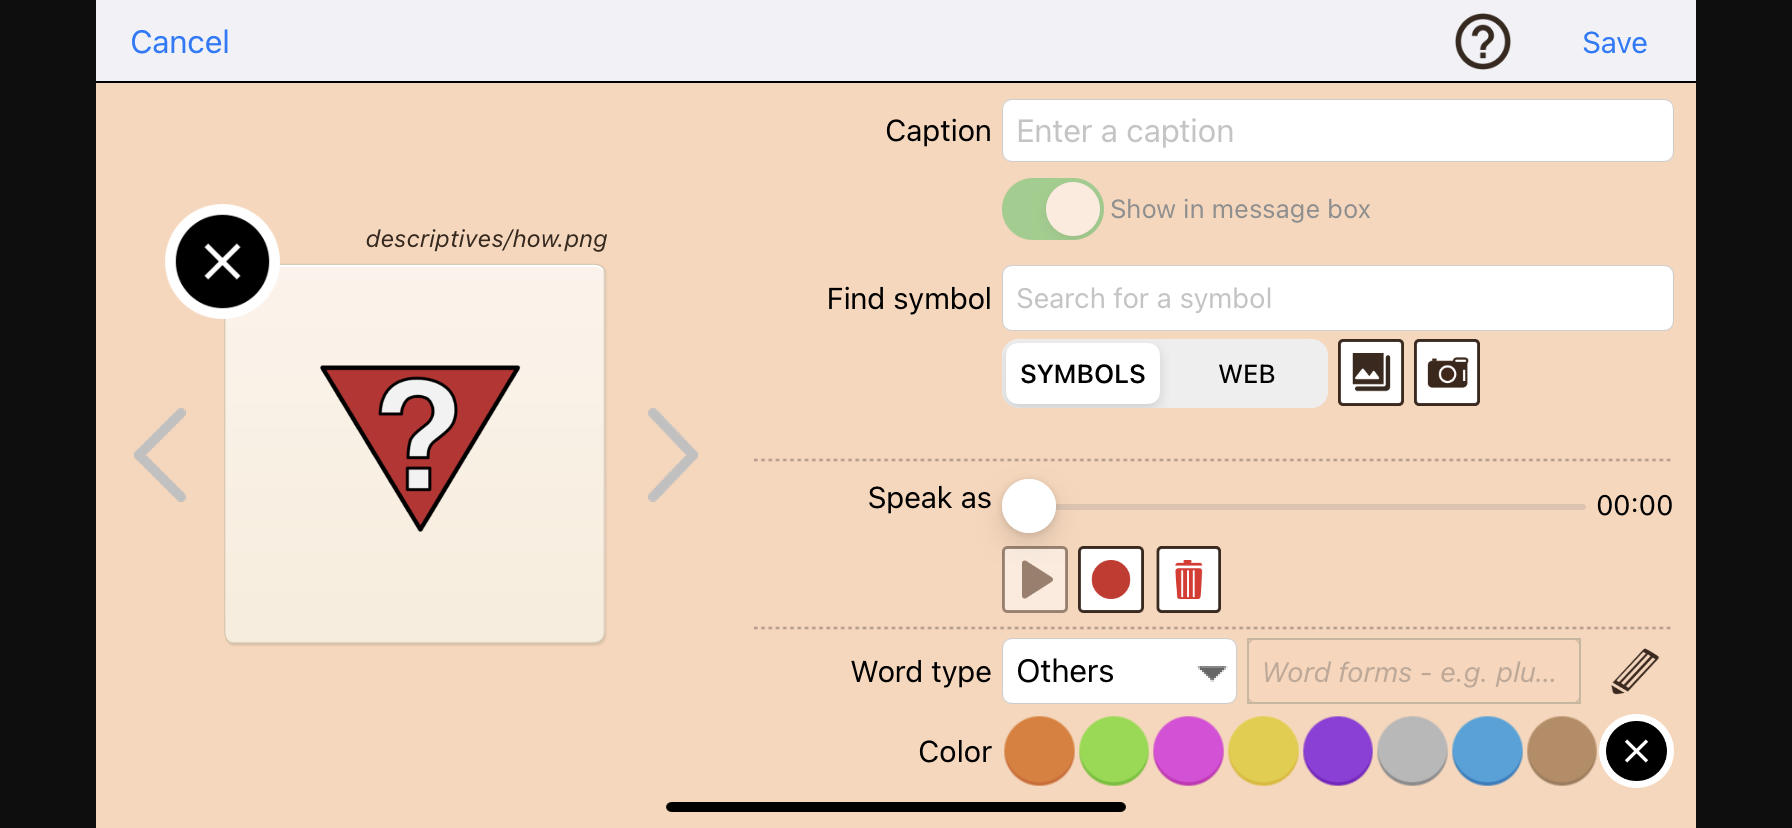 Cancel
Save
Caption
Enter a caption
Show in message box
descriptives/how.png
Find symbol
Search for a symbol
SYMBOLS
WEB
?
Speak as
00:00
Word type
Others
Word forms - e.g. plu...
Color